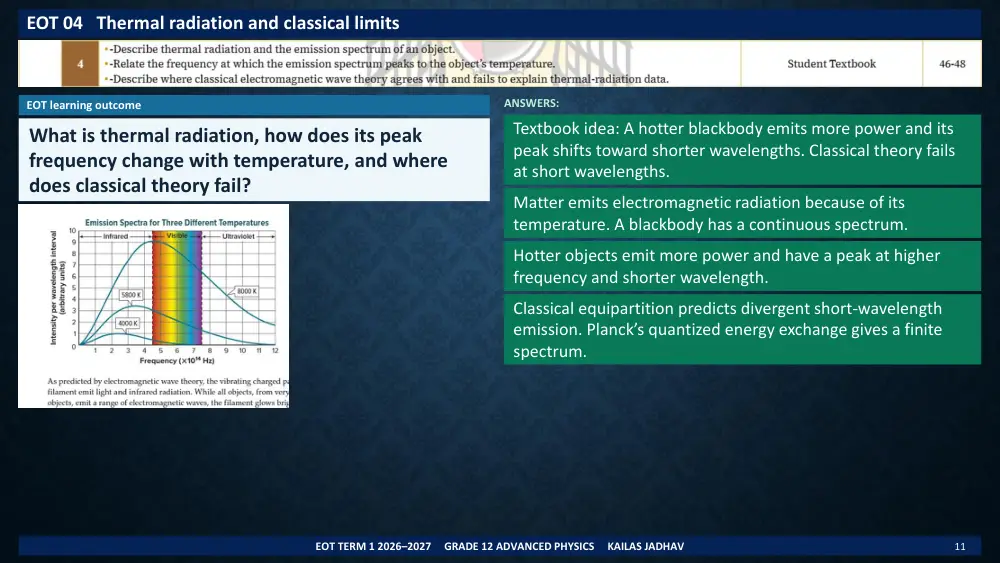 EOT 04 Thermal radiation and classical limits
4
•-Describe thermal radiation and the emission spectrum of an object.
•-Relate the frequency at which the emission spectrum peaks to the object's temperature.
•-Describe where classical electromagnetic wave theory agrees with and fails to explain thermal-radiation data.
Student Textbook
46-48
EOT learning outcome
What is thermal radiation, how does its peak
frequency change with temperature, and where
does classical theory fail?
Emission Spectra for Three Different Temperatures
Infrared
Visible
Ultraviolet
Intensity per wavelength interval
(arbitrary units)
10
9
8
7
6
5
4
3
2
1
0
8000 K
5800 K
4000 K
1 2 3 4 5 6 7 8 9 10 11 12
Frequency (×10¹⁴ Hz)
As predicted by electromagnetic wave theory, the vibrating charged
filament emit light and infrared radiation. While all objects, from very
objects, emit a range of electromagnetic waves, the filament glows
ANSWERS:
Textbook idea: A hotter blackbody emits more power and its
peak shifts toward shorter wavelengths. Classical theory fails
at short wavelengths.
Matter emits electromagnetic radiation because of its
temperature. A blackbody has a continuous spectrum.
Hotter objects emit more power and have a peak at higher
frequency and shorter wavelength.
Classical equipartition predicts divergent short-wavelength
emission. Planck's quantized energy exchange gives a finite
spectrum.
EOT TERM 1 2026–2027 GRADE 12 ADVANCED PHYSICS KAILAS JADHAV
11